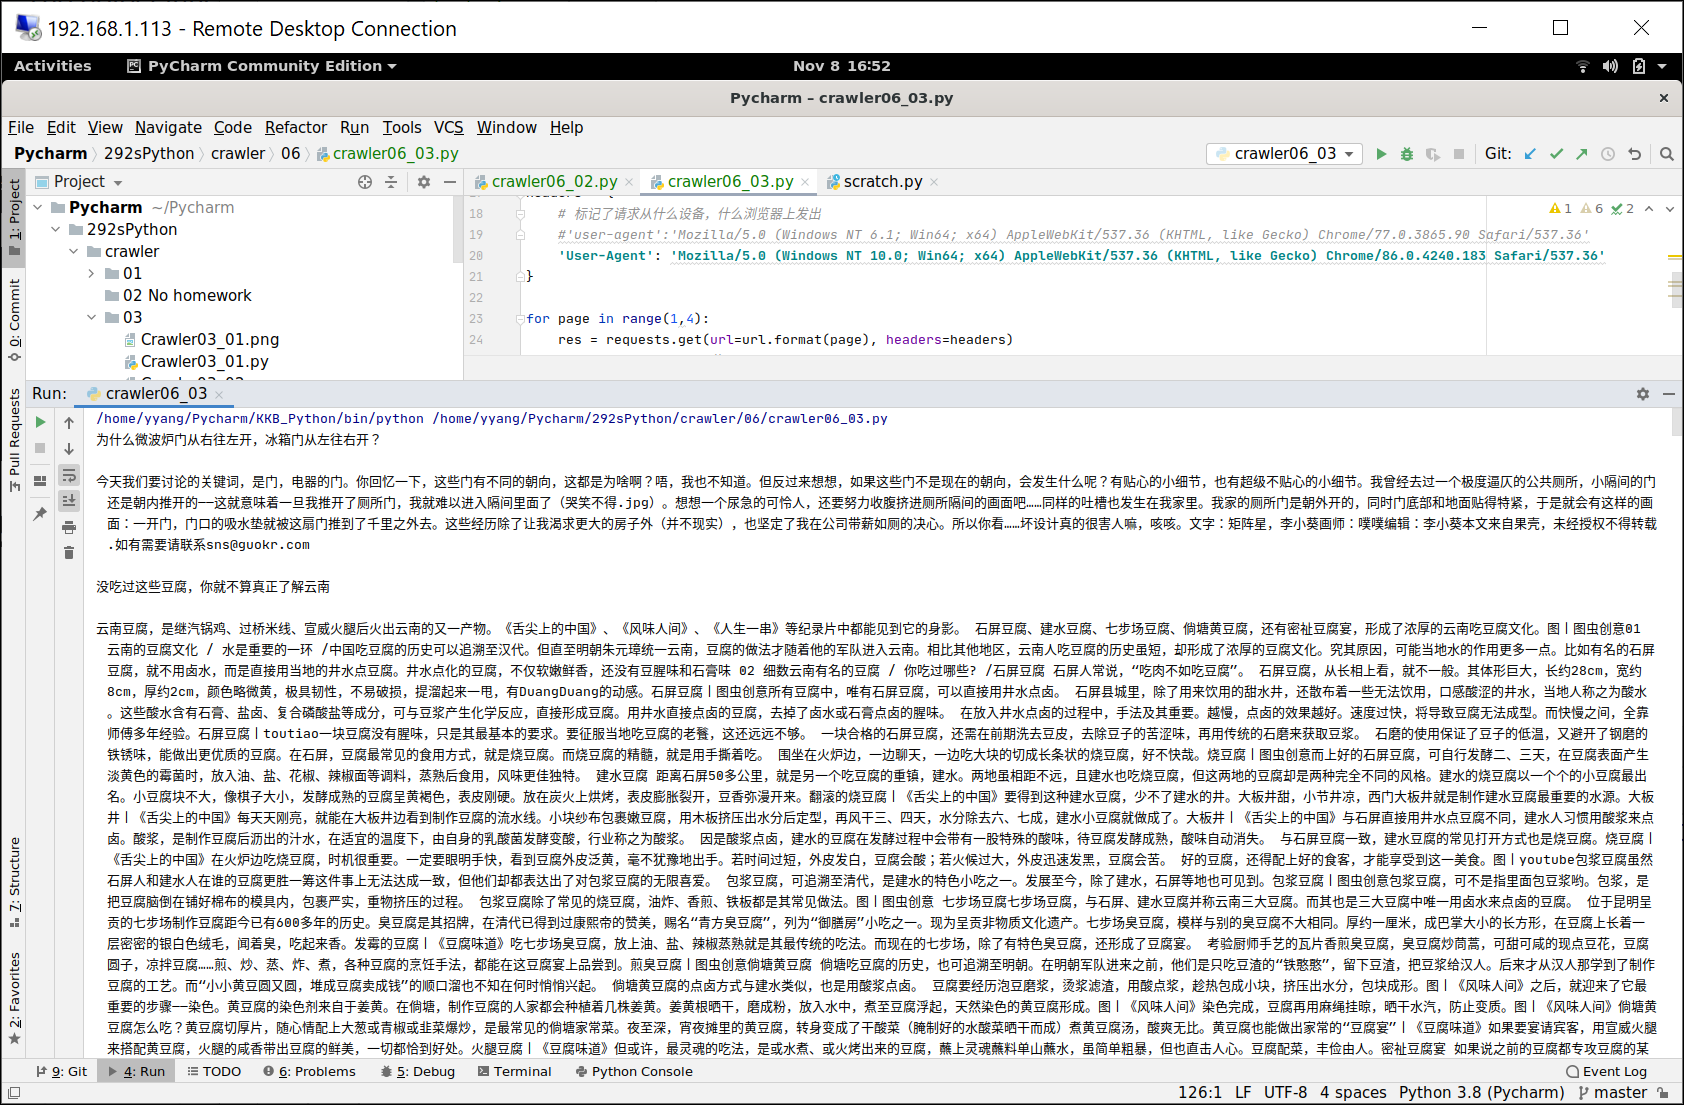 192.168.1.113 - Remote Desktop Connection
Activities PyCharm Community Edition Nov 8 16:52
Pycharm – crawler06_03.py
File Edit View Navigate Code Refactor Run Tools VCS Window Help
Pycharm 292sPython crawler 06 crawler06_03.py crawler06_03 Git:
Project crawler06_02.py crawler06_03.py scratch.py
1: Project
0: Commit
Pull Requests
7: Structure
2: Favorites
Pycharm ~/Pycharm
292sPython
crawler
01
02 No homework
03
Crawler03_01.png
Crawler03_01.py
1 6 2
18 # 标记了请求从什么设备，什么浏览器上发出
19 #'user-agent':'Mozilla/5.0 (Windows NT 6.1; Win64; x64) AppleWebKit/537.36 (KHTML, like Gecko) Chrome/77.0.3865.90 Safari/537.36'
20 'User-Agent': 'Mozilla/5.0 (Windows NT 10.0; Win64; x64) AppleWebKit/537.36 (KHTML, like Gecko) Chrome/86.0.4240.183 Safari/537.36'
21 }
22
23 for page in range(1,4):
24 res = requests.get(url=url.format(page), headers=headers)
Run: crawler06_03
/home/yyang/Pycharm/KKB_Python/bin/python /home/yyang/Pycharm/292sPython/crawler/06/crawler06_03.py
为什么微波炉门从右往左开，冰箱门从左往右开？
今天我们要讨论的关键词，是门，电器的门。你回忆一下，这些门有不同的朝向，这都是为啥啊？唔，我也不知道。但反过来想想，如果这些门不是现在的朝向，会发生什么呢？有贴心的小细节，也有超级不贴心的小细节。我曾经去过一个极度逼仄的公共厕所，小隔间的门
还是朝内推开的——这就意味着一旦我推开了厕所门，我就难以进入隔间里面了（哭笑不得.jpg）。想想一个尿急的可怜人，还要努力收腹挤进厕所隔间的画面吧……同样的吐槽也发生在我家里。我家的厕所门是朝外开的，同时门底部和地面贴得特紧，于是就会有这样的画
面：一开门，门口的吸水垫就被这扇门推到了千里之外去。这些经历除了让我渴求更大的房子外（并不现实），也坚定了我在公司带薪如厕的决心。所以你看……坏设计真的很害人嘛，咳咳。文字：矩阵星，李小葵画师：噗噗编辑：李小葵本文来自果壳，未经授权不得转载
.如有需要请联系sns@guokr.com
没吃过这些豆腐，你就不算真正了解云南
云南豆腐，是继汽锅鸡、过桥米线、宣威火腿后火出云南的又一产物。《舌尖上的中国》、《风味人间》、《人生一串》等纪录片中都能见到它的身影。 石屏豆腐、建水豆腐、七步场豆腐、倘塘黄豆腐，还有密祉豆腐宴，形成了浓厚的云南吃豆腐文化。图丨图虫创意01
云南的豆腐文化 / 水是重要的一环 /中国吃豆腐的历史可以追溯至汉代。但直至明朝朱元璋统一云南，豆腐的做法才随着他的军队进入云南。相比其他地区，云南人吃豆腐的历史虽短，却形成了浓厚的豆腐文化。究其原因，可能当地水的作用更多一点。比如有名的石屏
豆腐，就不用卤水，而是直接用当地的井水点豆腐。井水点化的豆腐，不仅软嫩鲜香，还没有豆腥味和石膏味 02 细数云南有名的豆腐 / 你吃过哪些? /石屏豆腐 石屏人常说，“吃肉不如吃豆腐”。 石屏豆腐，从长相上看，就不一般。其体形巨大，长约28cm，宽约
8cm，厚约2cm，颜色略微黄，极具韧性，不易破损，提溜起来一甩，有DuangDuang的动感。石屏豆腐丨图虫创意所有豆腐中，唯有石屏豆腐，可以直接用井水点卤。 石屏县城里，除了用来饮用的甜水井，还散布着一些无法饮用，口感酸涩的井水，当地人称之为酸水
。这些酸水含有石膏、盐卤、复合磷酸盐等成分，可与豆浆产生化学反应，直接形成豆腐。用井水直接点卤的豆腐，去掉了卤水或石膏点卤的腥味。 在放入井水点卤的过程中，手法及其重要。越慢，点卤的效果越好。速度过快，将导致豆腐无法成型。而快慢之间，全靠
师傅多年经验。石屏豆腐丨toutiao一块豆腐没有腥味，只是其最基本的要求。要征服当地吃豆腐的老饕，这还远远不够。 一块合格的石屏豆腐，还需在前期洗去豆皮，去除豆子的苦涩味，再用传统的石磨来获取豆浆。 石磨的使用保证了豆子的低温，又避开了钢磨的
铁锈味，能做出更优质的豆腐。在石屏，豆腐最常见的食用方式，就是烧豆腐。而烧豆腐的精髓，就是用手撕着吃。 围坐在火炉边，一边聊天，一边吃大块的切成长条状的烧豆腐，好不快哉。烧豆腐丨图虫创意而上好的石屏豆腐，可自行发酵二、三天，在豆腐表面产生
淡黄色的霉菌时，放入油、盐、花椒、辣椒面等调料，蒸熟后食用，风味更佳独特。 建水豆腐 距离石屏50多公里，就是另一个吃豆腐的重镇，建水。两地虽相距不远，且建水也吃烧豆腐，但这两地的豆腐却是两种完全不同的风格。建水的烧豆腐以一个个的小豆腐最出
名。小豆腐块不大，像棋子大小，发酵成熟的豆腐呈黄褐色，表皮刚硬。放在炭火上烘烤，表皮膨胀裂开，豆香弥漫开来。翻滚的烧豆腐丨《舌尖上的中国》要得到这种建水豆腐，少不了建水的井。大板井甜，小节井凉，西门大板井就是制作建水豆腐最重要的水源。大板
井丨《舌尖上的中国》每天天刚亮，就能在大板井边看到制作豆腐的流水线。小块纱布包裹嫩豆腐，用木板挤压出水分后定型，再风干三、四天，水分除去六、七成，建水小豆腐就做成了。大板井丨《舌尖上的中国》与石屏直接用井水点豆腐不同，建水人习惯用酸浆来点
卤。酸浆，是制作豆腐后沥出的汁水，在适宜的温度下，由自身的乳酸菌发酵变酸，行业称之为酸浆。 因是酸浆点卤，建水的豆腐在发酵过程中会带有一股特殊的酸味，待豆腐发酵成熟，酸味自动消失。 与石屏豆腐一致，建水豆腐的常见打开方式也是烧豆腐。烧豆腐丨
《舌尖上的中国》在火炉边吃烧豆腐，时机很重要。一定要眼明手快，看到豆腐外皮泛黄，毫不犹豫地出手。若时间过短，外皮发白，豆腐会酸；若火候过大，外皮迅速发黑，豆腐会苦。 好的豆腐，还得配上好的食客，才能享受到这一美食。图丨youtube包浆豆腐虽然
石屏人和建水人在谁的豆腐更胜一筹这件事上无法达成一致，但他们却都表达出了对包浆豆腐的无限喜爱。 包浆豆腐，可追溯至清代，是建水的特色小吃之一。发展至今，除了建水，石屏等地也可见到。包浆豆腐丨图虫创意包浆豆腐，可不是指里面包豆浆哟。包浆，是
把豆腐脑倒在铺好棉布的模具内，包裹严实，重物挤压的过程。 包浆豆腐除了常见的烧豆腐，油炸、香煎、铁板都是其常见做法。图丨图虫创意 七步场豆腐七步场豆腐，与石屏、建水豆腐并称云南三大豆腐。而其也是三大豆腐中唯一用卤水来点卤的豆腐。 位于昆明呈
贡的七步场制作豆腐距今已有600多年的历史。臭豆腐是其招牌，在清代已得到过康熙帝的赞美，赐名“青方臭豆腐”，列为“御膳房”小吃之一。现为呈贡非物质文化遗产。七步场臭豆腐，模样与别的臭豆腐不大相同。厚约一厘米，成巴掌大小的长方形，在豆腐上长着一
层密密的银白色绒毛，闻着臭，吃起来香。发霉的豆腐丨《豆腐味道》吃七步场臭豆腐，放上油、盐、辣椒蒸熟就是其最传统的吃法。而现在的七步场，除了有特色臭豆腐，还形成了豆腐宴。 考验厨师手艺的瓦片香煎臭豆腐，臭豆腐炒茼蒿，可甜可咸的现点豆花，豆腐
圆子，凉拌豆腐……煎、炒、蒸、炸、煮，各种豆腐的烹饪手法，都能在这豆腐宴上品尝到。煎臭豆腐丨图虫创意倘塘黄豆腐 倘塘吃豆腐的历史，也可追溯至明朝。在明朝军队进来之前，他们是只吃豆渣的“铁憨憨”，留下豆渣，把豆浆给汉人。后来才从汉人那学到了制作
豆腐的工艺。而“小小黄豆圆又圆，堆成豆腐卖成钱”的顺口溜也不知在何时悄悄兴起。 倘塘黄豆腐的点卤方式与建水类似，也是用酸浆点卤。 豆腐要经历泡豆磨浆，烫浆滤渣，用酸点浆，趁热包成小块，挤压出水分，包块成形。图丨《风味人间》之后，就迎来了它最
重要的步骤——染色。黄豆腐的染色剂来自于姜黄。在倘塘，制作豆腐的人家都会种植着几株姜黄。姜黄根晒干，磨成粉，放入水中，煮至豆腐浮起，天然染色的黄豆腐形成。图丨《风味人间》染色完成，豆腐再用麻绳挂晾，晒干水汽，防止变质。图丨《风味人间》倘塘黄
豆腐怎么吃？黄豆腐切厚片，随心情配上大葱或青椒或韭菜爆炒，是最常见的倘塘家常菜。夜至深，宵夜摊里的黄豆腐，转身变成了干酸菜（腌制好的水酸菜晒干而成）煮黄豆腐汤，酸爽无比。黄豆腐也能做出家常的“豆腐宴”丨《豆腐味道》如果要宴请宾客，用宣威火腿
来搭配黄豆腐，火腿的咸香带出豆腐的鲜美，一切都恰到好处。火腿豆腐丨《豆腐味道》但或许，最灵魂的吃法，是或水煮、或火烤出来的豆腐，蘸上灵魂蘸料单山蘸水，虽简单粗暴，但也直击人心。豆腐配菜，丰俭由人。密祉豆腐宴 如果说之前的豆腐都专攻豆腐的某
9: Git 4: Run TODO 6: Problems 5: Debug Terminal Python Console Event Log
126:1 LF UTF-8 4 spaces Python 3.8 (Pycharm) master